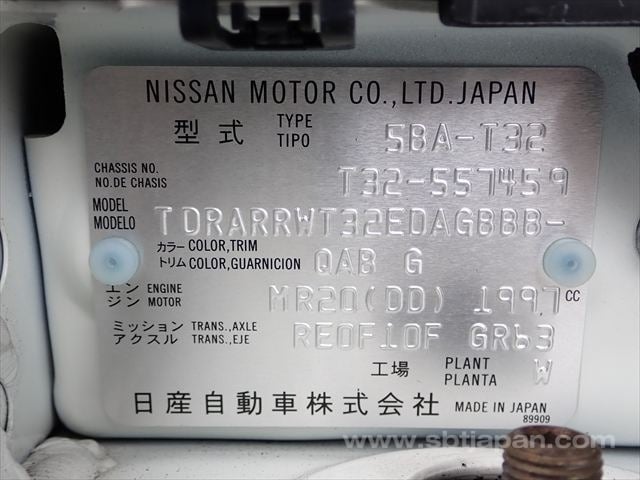 NISSAN MOTOR CO.,LTD.JAPAN
型式 TYPE TIPO 5BA-T32
CHASSIS NO. NO.DE CHASIS T32-557459
MODEL MODELO TDRARRWT32EDAGBBB-
カラー COLOR,TRIM トリム COLOR,GUARNICION QAB G
エンジン ENGINE MOTOR MR20(DD) 1997 CC
ミッション TRANS.,AXLE アクスル TRANS.,EJE RE0F10F GR63
工場 PLANT PLANTA W
日産自動車株式会社 MADE IN JAPAN
89909
www.sbtjapan.com